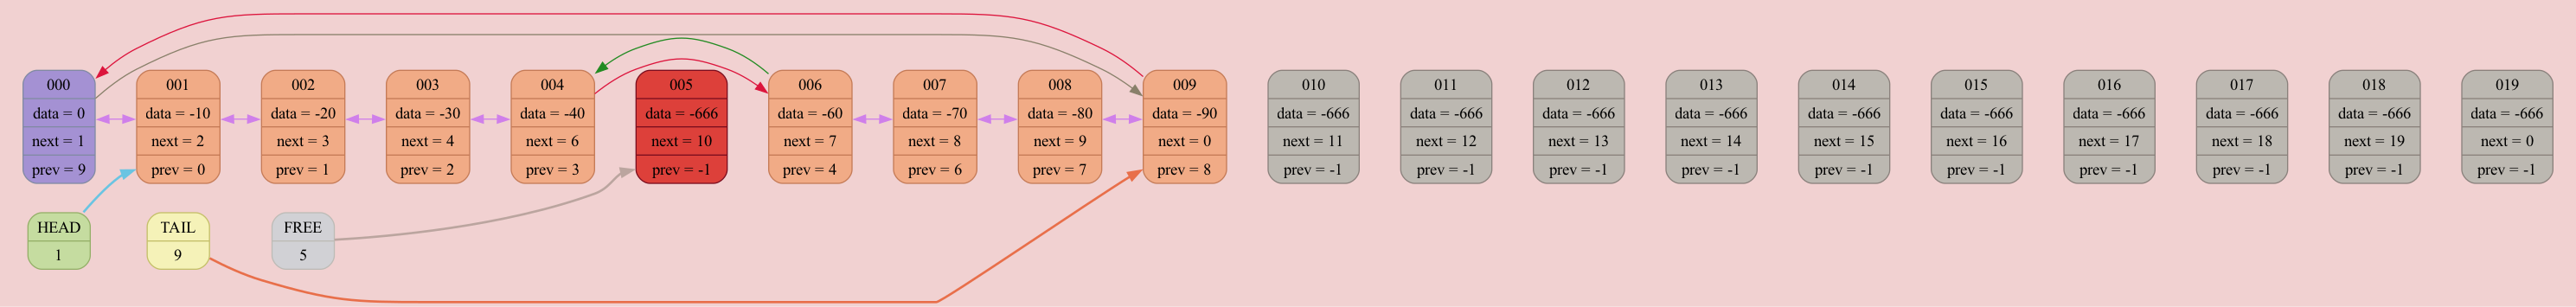 000
data = 0
next = 1
prev = 9
001
data = -10
next = 2
prev = 0
002
data = -20
next = 3
prev = 1
003
data = -30
next = 4
prev = 2
004
data = -40
next = 6
prev = 3
005
data = -666
next = 10
prev = -1
006
data = -60
next = 7
prev = 4
007
data = -70
next = 8
prev = 6
008
data = -80
next = 9
prev = 7
009
data = -90
next = 0
prev = 8
010
data = -666
next = 11
prev = -1
011
data = -666
next = 12
prev = -1
012
data = -666
next = 13
prev = -1
013
data = -666
next = 14
prev = -1
014
data = -666
next = 15
prev = -1
015
data = -666
next = 16
prev = -1
016
data = -666
next = 17
prev = -1
017
data = -666
next = 18
prev = -1
018
data = -666
next = 19
prev = -1
019
data = -666
next = 0
prev = -1
HEAD
1
TAIL
9
FREE
5